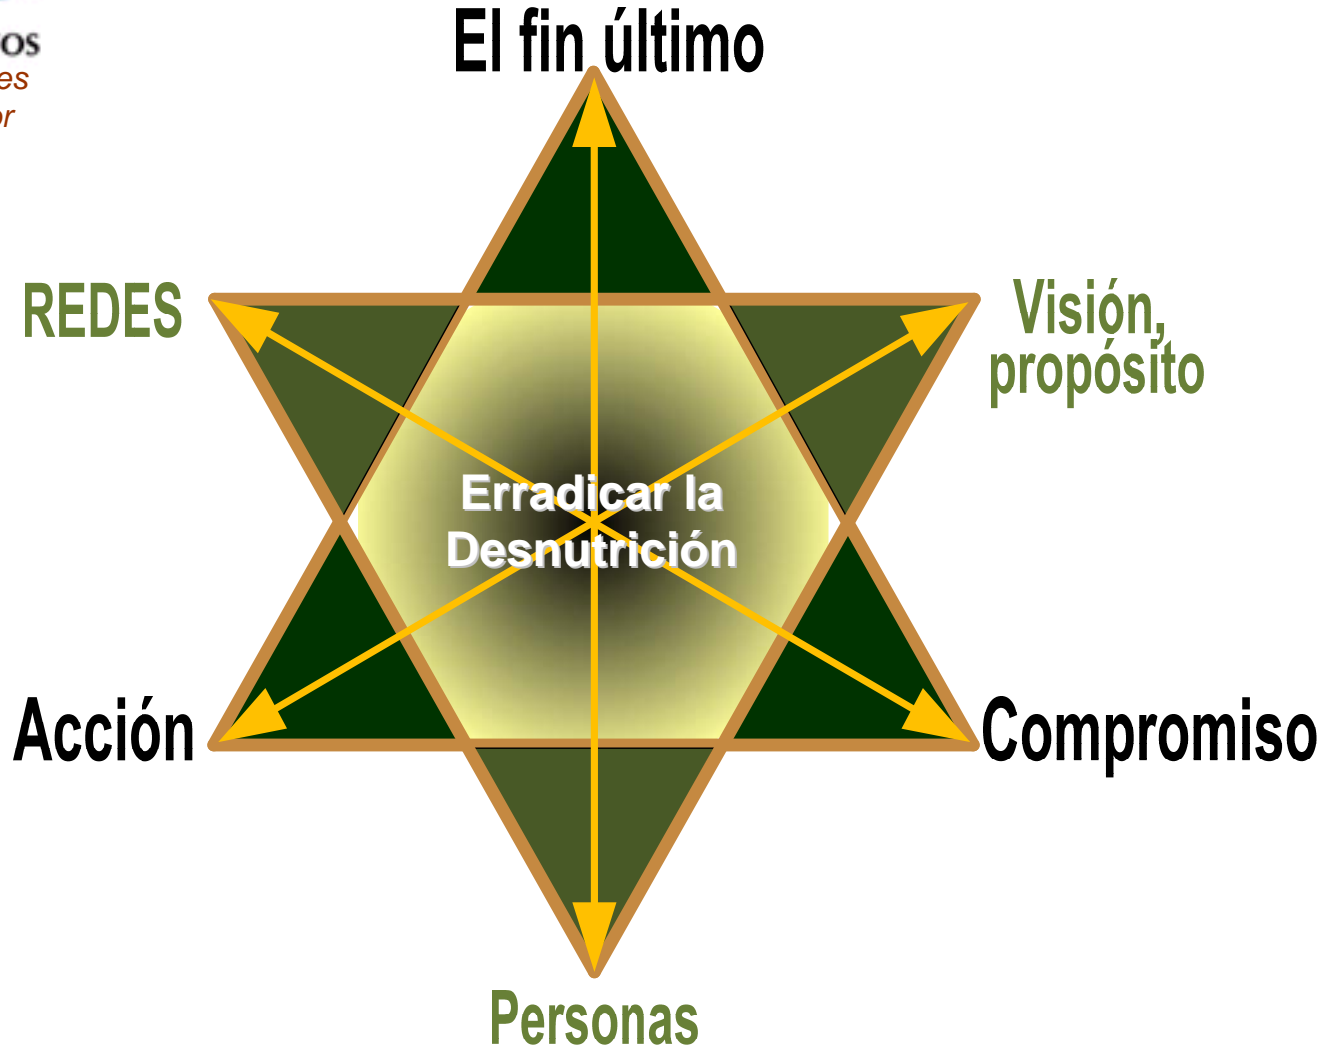 El fin último
REDES
Visión,
propósito
Erradicar la
Desnutrición
Acción
Compromiso
Personas